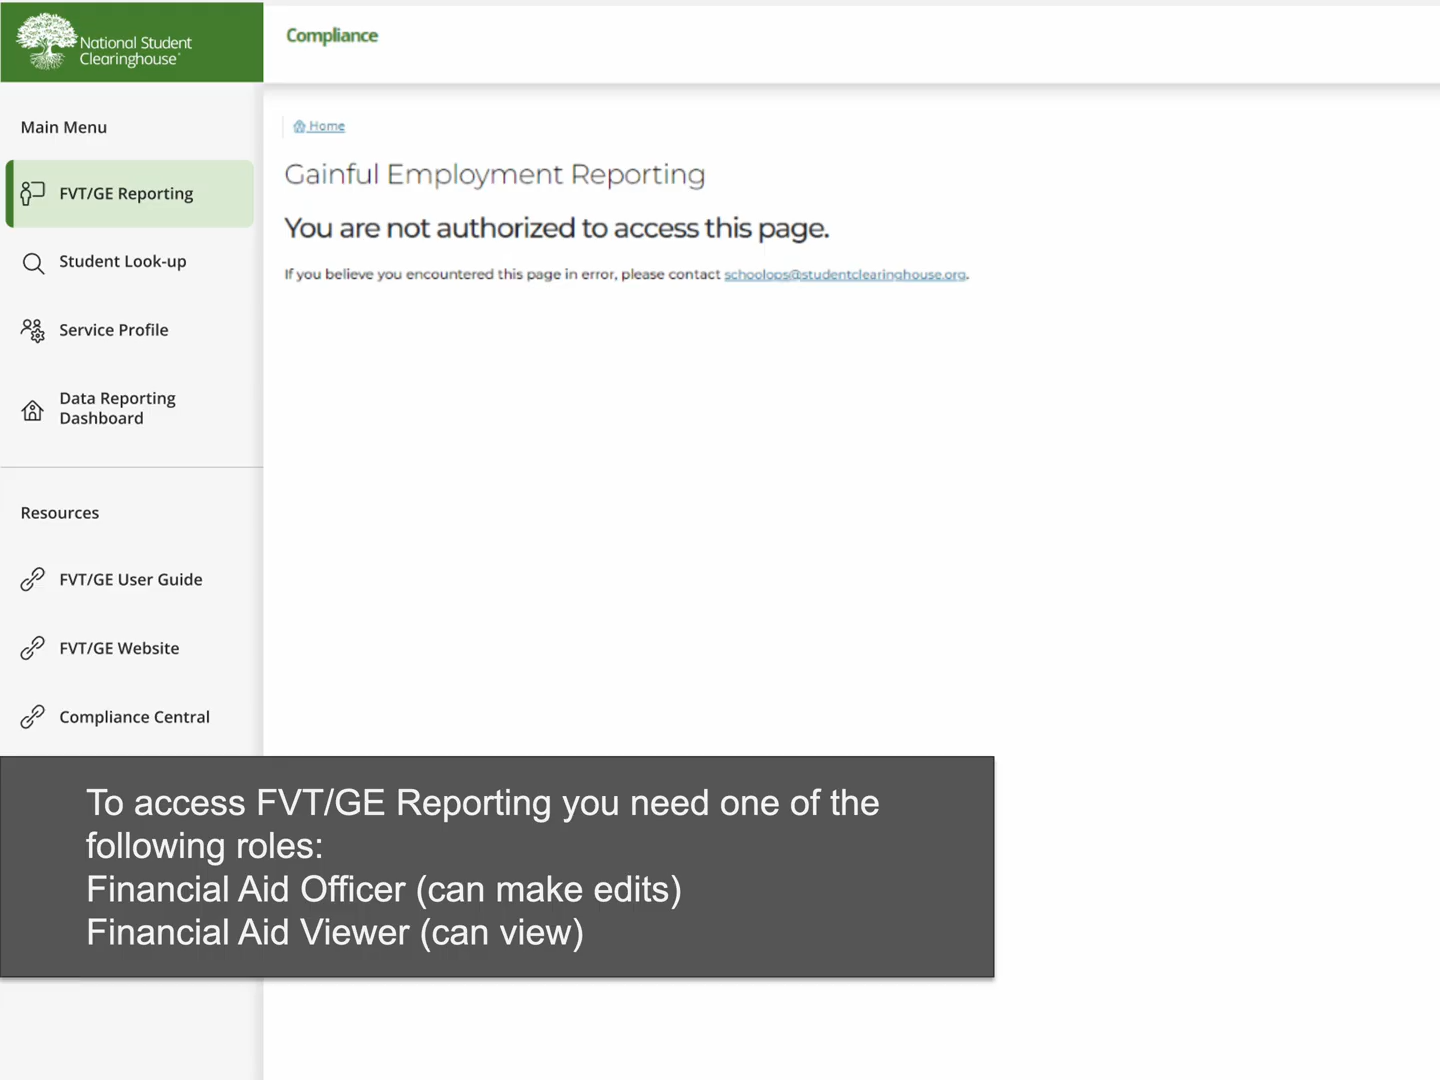 National Student
Clearinghouse
Compliance
Main Menu
FVT/GE Reporting
Student Look-up
Service Profile
Data Reporting
Dashboard
Resources
FVT/GE User Guide
FVT/GE Website
Compliance Central
Home
Gainful Employment Reporting
You are not authorized to access this page.
If you believe you encountered this page in error, please contact schoolops@studentclearinghouse.org.
To access FVT/GE Reporting you need one of the
following roles:
Financial Aid Officer (can make edits)
Financial Aid Viewer (can view)